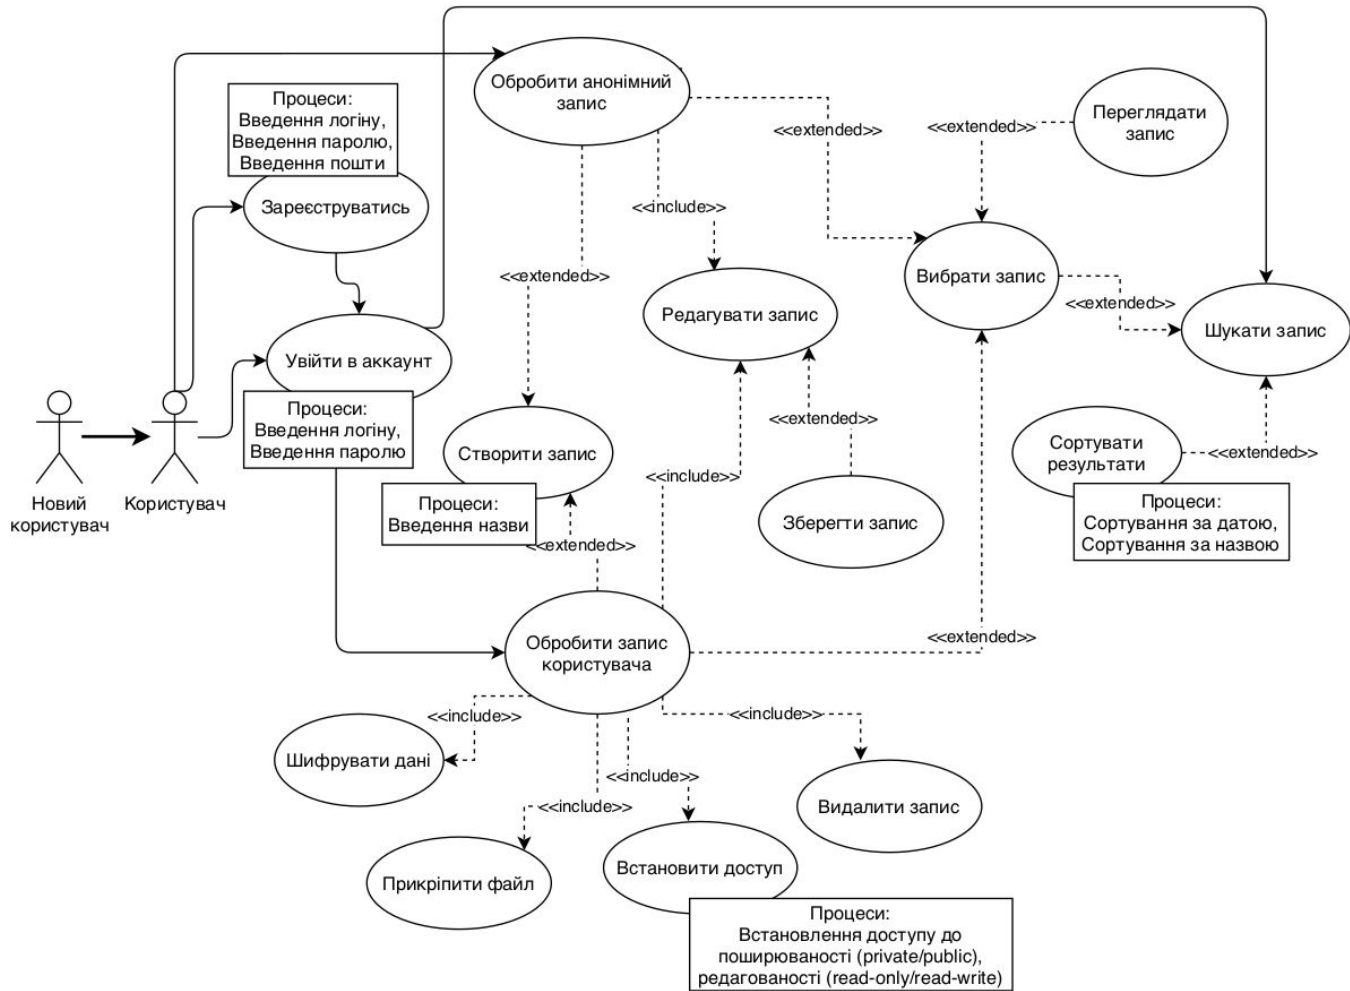 Обробити анонімний
запис
Процеси:
Введення логіну,
Введення паролю,
Введення пошти
Зареєструватись
<<extended>>
<<extended>>
Переглядати
запис
<<include>>
<<extended>>
Вибрати запис
<<extended>>
Редагувати запис
Шукати запис
Увійти в аккаунт
Процеси:
Введення логіну,
Введення паролю
Новий
користувач
Користувач
Створити запис
Процеси:
Введення назви
<<extended>>
<<extended>>
<<include>>
Зберегти запис
Сортувати
результати
<<extended>>
Процеси:
Сортування за датою,
Сортування за назвою
Обробити запис
користувача
<<extended>>
<<include>>
<<include>>
Шифрувати дані
<<include>>
<<include>>
Видалити запис
Прикріпити файл
Встановити доступ
Процеси:
Встановлення доступу до
поширюваності (private/public),
редагованості (read-only/read-write)